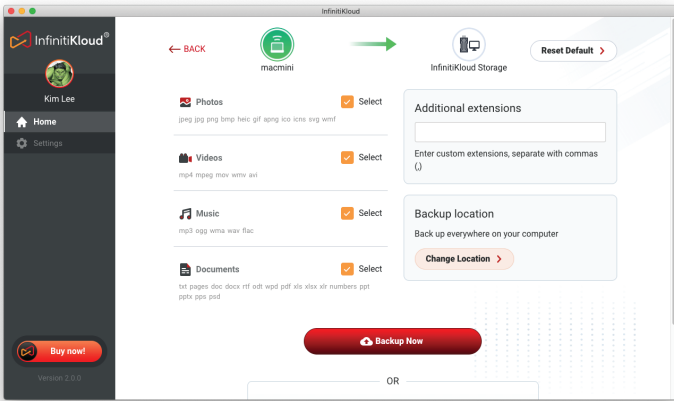 InfinitiKloud
InfinitiKloud®
Kim Lee
Home
Settings
Buy now!
Version 2.0.0
BACK
macmini
InfinitiKloud Storage
Reset Default
Photos
Select
jpeg jpg png bmp heic gif apng ico icns svg wmf
Videos
Select
mp4 mpeg mov wmv avi
Music
Select
mp3 ogg wma wav flac
Documents
Select
txt pages doc docx rtf odt wpd pdf xls xlsx xlr numbers ppt
pptx pps psd
Additional extensions
Enter custom extensions, separate with commas
(,)
Backup location
Back up everywhere on your computer
Change Location
Backup Now
OR